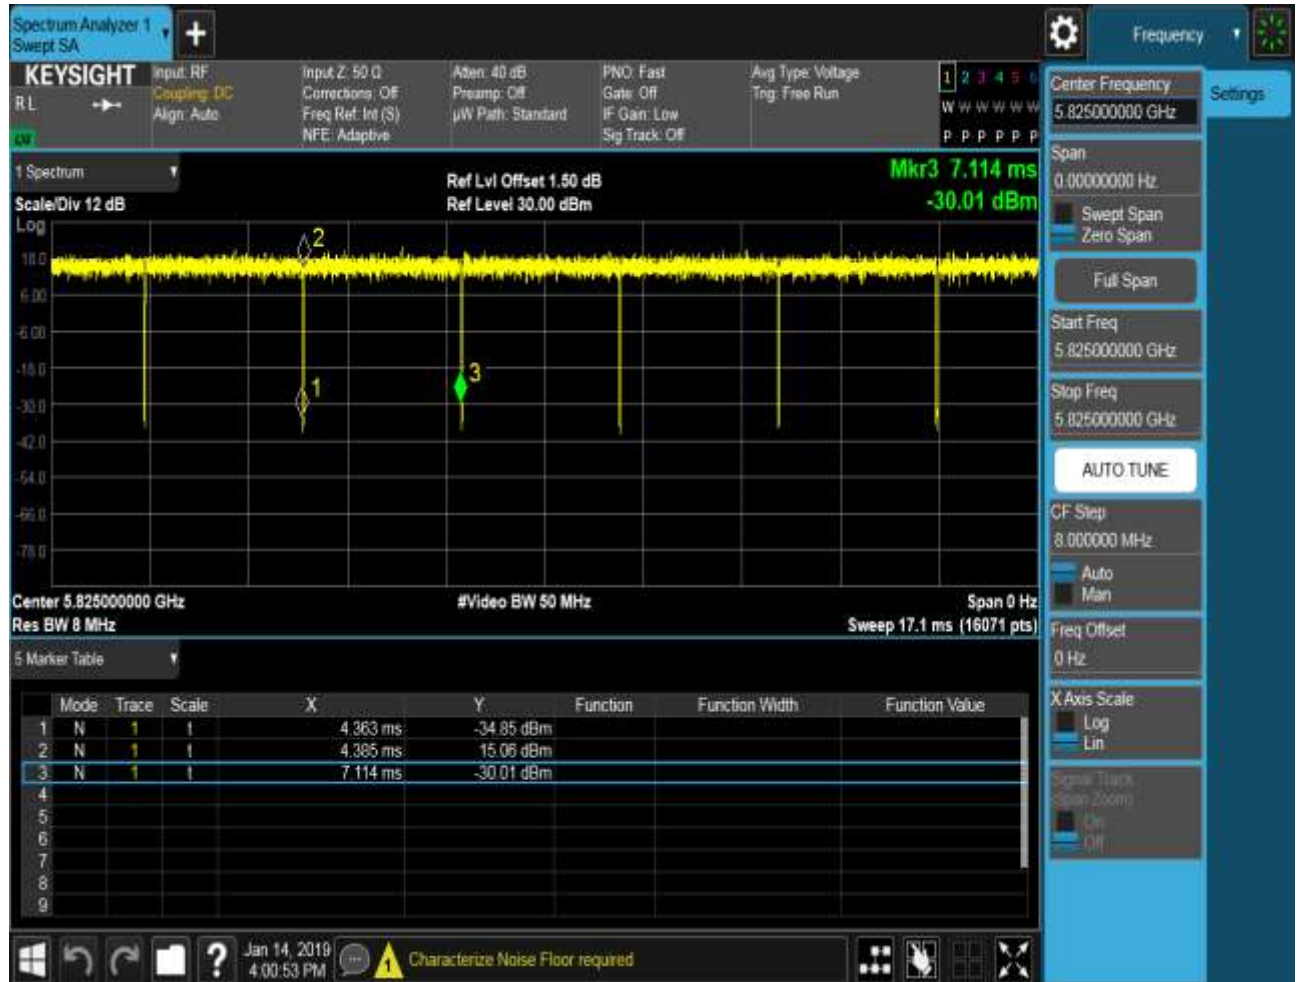 Spectrum Analyzer 1
Swept SA
Frequency
KEYSIGHT
Input: RF
Coupling: DC
Align: Auto
Input Z: 50 Ω
Corrections: Off
Freq Ref: Int (S)
NFE: Adaptive
Atten: 40 dB
Preamp: Off
µW Path: Standard
PNO: Fast
Gate: Off
IF Gain: Low
Sig Track: Off
Avg Type: Voltage
Trig: Free Run
1 2 3 4 5 6
W W W W W W
P P P P P P
R L
Center Frequency
5.825000000 GHz
Settings
1 Spectrum
Ref Lvl Offset 1.50 dB
Mkr3 7.114 ms
Scale/Div 12 dB
Ref Level 30.00 dBm
-30.01 dBm
Log
18.0
6.00
-6.00
-18.0
-30.0
-42.0
-54.0
-66.0
-78.0
2
1
3
Center 5.825000000 GHz
#Video BW 50 MHz
Span 0 Hz
Res BW 8 MHz
Sweep 17.1 ms (16071 pts)
Span
0.00000000 Hz
Swept Span
Zero Span
Full Span
Start Freq
5.825000000 GHz
Stop Freq
5.825000000 GHz
AUTO TUNE
CF Step
8.000000 MHz
Auto
Man
Freq Offset
0 Hz
X Axis Scale
Log
Lin
Signal Track
(Span Zoom)
On
Off
5 Marker Table
Mode Trace Scale X Y Function Function Width Function Value
1 N 1 t 4.363 ms -34.85 dBm
2 N 1 t 4.385 ms 15.06 dBm
3 N 1 t 7.114 ms -30.01 dBm
4
5
6
7
8
9
Jan 14, 2019
4:00:53 PM
Characterize Noise Floor required